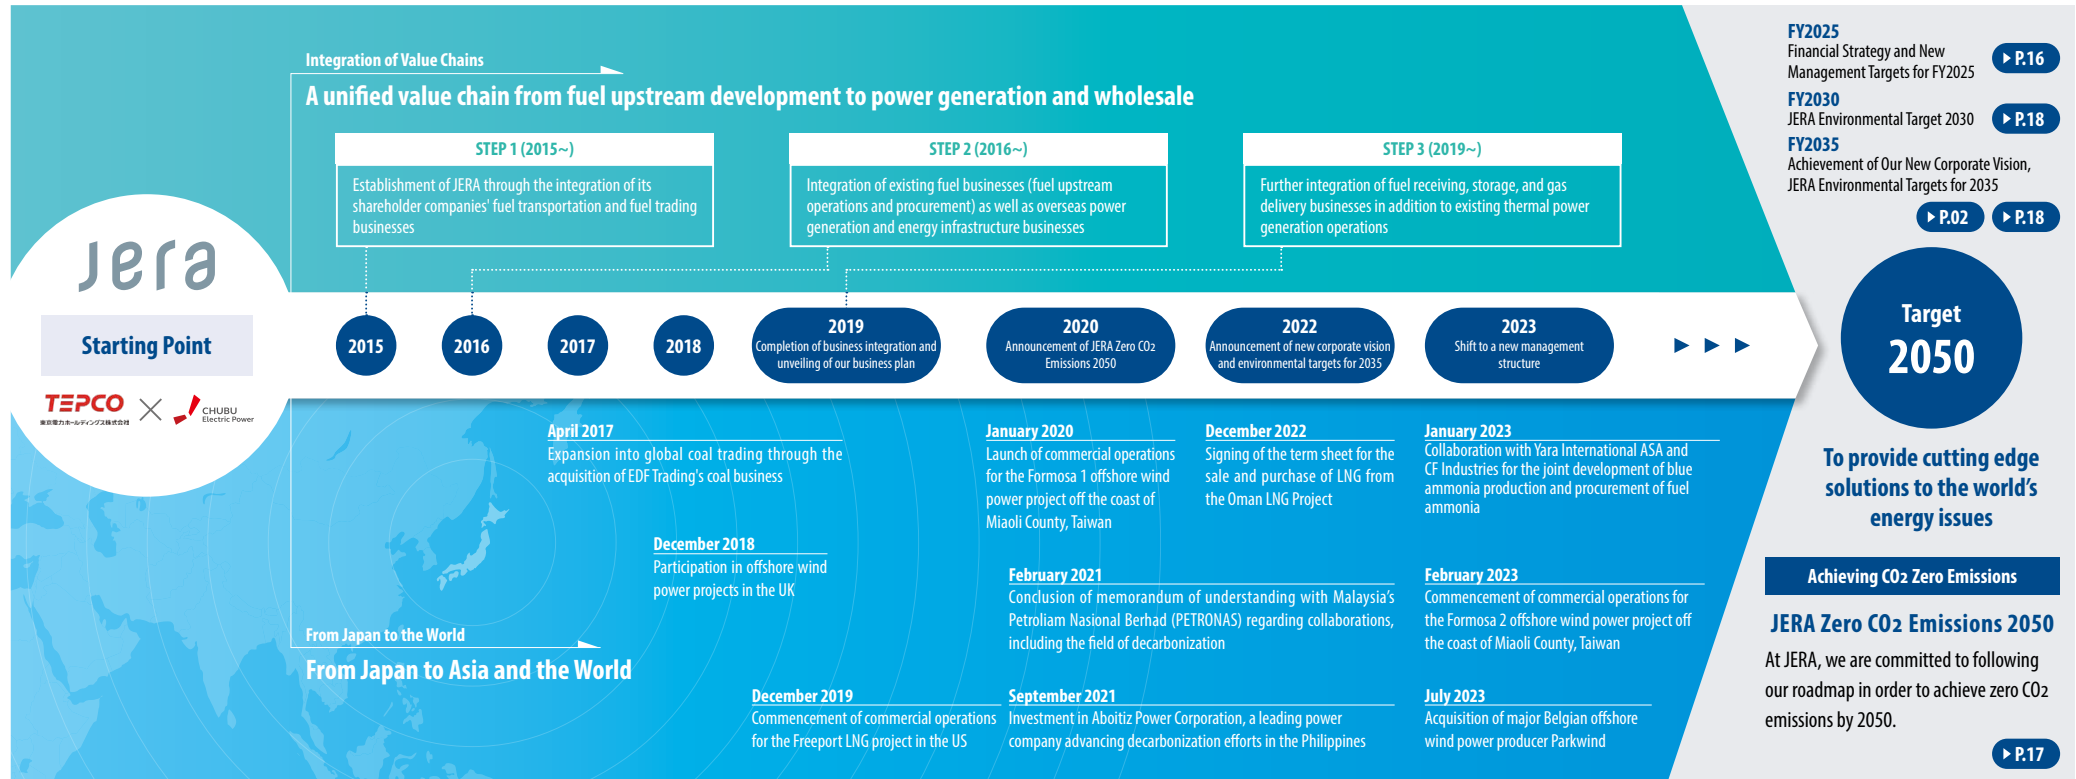 Integration of Value Chains
A unified value chain from fuel upstream development to power generation and wholesale
STEP 1 (2015~)
Establishment of JERA through the integration of its
shareholder companies' fuel transportation and fuel trading
businesses
STEP 2 (2016~)
Integration of existing fuel businesses (fuel upstream
operations and procurement) as well as overseas power
generation and energy infrastructure businesses
STEP 3 (2019~)
Further integration of fuel receiving, storage, and gas
delivery businesses in addition to existing thermal power
generation operations
Jera
Starting Point
TEPCO
東京電力ホールディングス株式会社
CHUBU
Electric Power
2015
2016
2017
2018
2019
Completion of business integration and
unveiling of our business plan
2020
Announcement of JERA Zero CO2
Emissions 2050
2022
Announcement of new corporate vision
and environmental targets for 2035
2023
Shift to a new management
structure
April 2017
Expansion into global coal trading through the
acquisition of EDF Trading's coal business
December 2018
Participation in offshore wind
power projects in the UK
December 2019
Commencement of commercial operations
for the Freeport LNG project in the US
January 2020
Launch of commercial operations
for the Formosa 1 offshore wind
power project off the coast of
Miaoli County, Taiwan
February 2021
Conclusion of memorandum of understanding with Malaysia's
Petroliam Nasional Berhad (PETRONAS) regarding collaborations,
including the field of decarbonization
September 2021
Investment in Aboitiz Power Corporation, a leading power
company advancing decarbonization efforts in the Philippines
December 2022
Signing of the term sheet for the
sale and purchase of LNG from
the Oman LNG Project
January 2023
Collaboration with Yara International ASA and
CF Industries for the joint development of blue
ammonia production and procurement of fuel
ammonia
February 2023
Commencement of commercial operations for
the Formosa 2 offshore wind power project off
the coast of Miaoli County, Taiwan
July 2023
Acquisition of major Belgian offshore
wind power producer Parkwind
From Japan to the World
From Japan to Asia and the World
FY2025
Financial Strategy and New
Management Targets for FY2025
P.16
FY2030
JERA Environmental Target 2030
P.18
FY2035
Achievement of Our New Corporate Vision,
JERA Environmental Targets for 2035
P.02
P.18
Target
2050
To provide cutting edge
solutions to the world's
energy issues
Achieving CO2 Zero Emissions
JERA Zero CO2 Emissions 2050
At JERA, we are committed to following
our roadmap in order to achieve zero CO2
emissions by 2050.
P.17